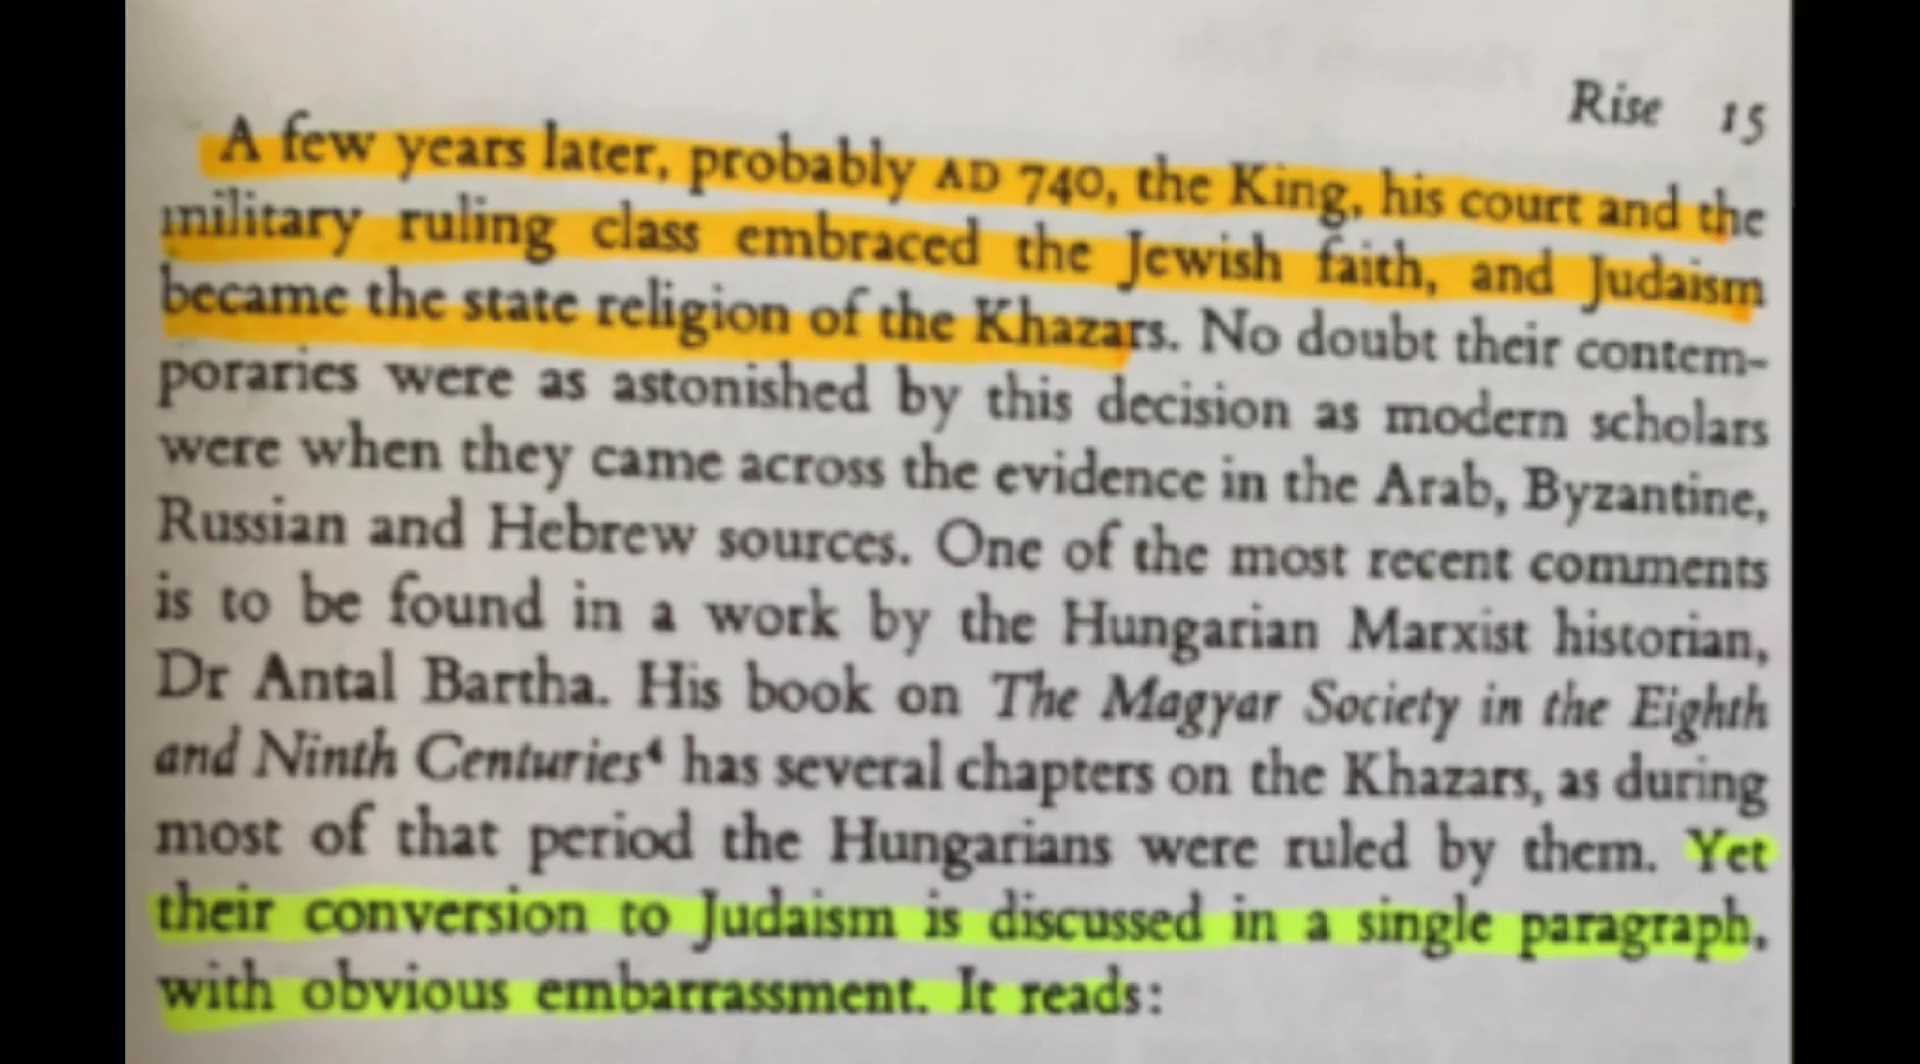 Rise 15
A few years later, probably AD 740, the King, his court and the
military ruling class embraced the Jewish faith, and Judaism
became the state religion of the Khazars. No doubt their contem-
poraries were as astonished by this decision as modern scholars
were when they came across the evidence in the Arab, Byzantine,
Russian and Hebrew sources. One of the most recent comments
is to be found in a work by the Hungarian Marxist historian,
Dr Antal Bartha. His book on The Magyar Society in the Eighth
and Ninth Centuries⁴ has several chapters on the Khazars, as during
most of that period the Hungarians were ruled by them. Yet
their conversion to Judaism is discussed in a single paragraph,
with obvious embarrassment. It reads: